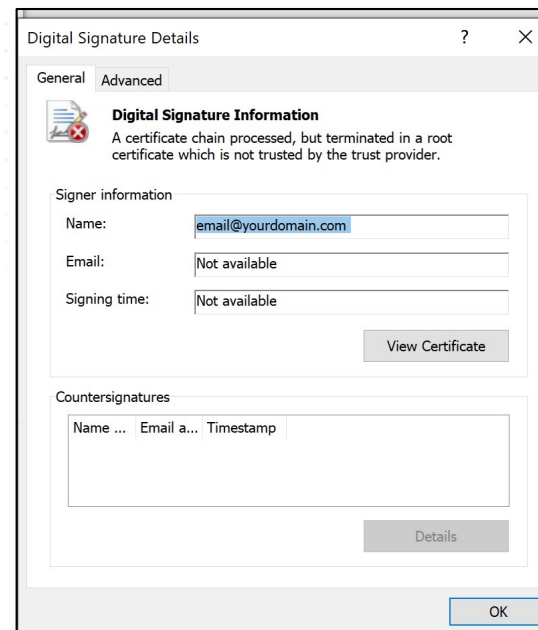 Digital Signature Details ?
General Advanced
Digital Signature Information
A certificate chain processed, but terminated in a root
certificate which is not trusted by the trust provider.
Signer information
Name: email@yourdomain.com
Email: Not available
Signing time: Not available
View Certificate
Countersignatures
Name ... Email a... Timestamp
Details
OK